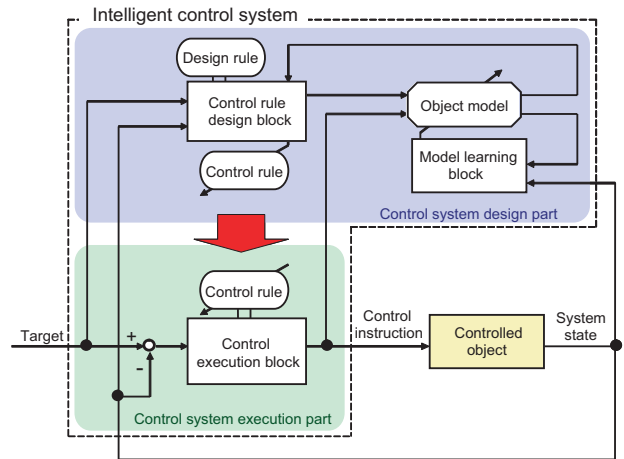 Intelligent control system
Design rule
Control rule
design block
Object model
Control rule
Model learning
block
Control system design part
Control rule
Target
+
-
Control
execution block
Control
instruction
Controlled
object
System
state
Control system execution part